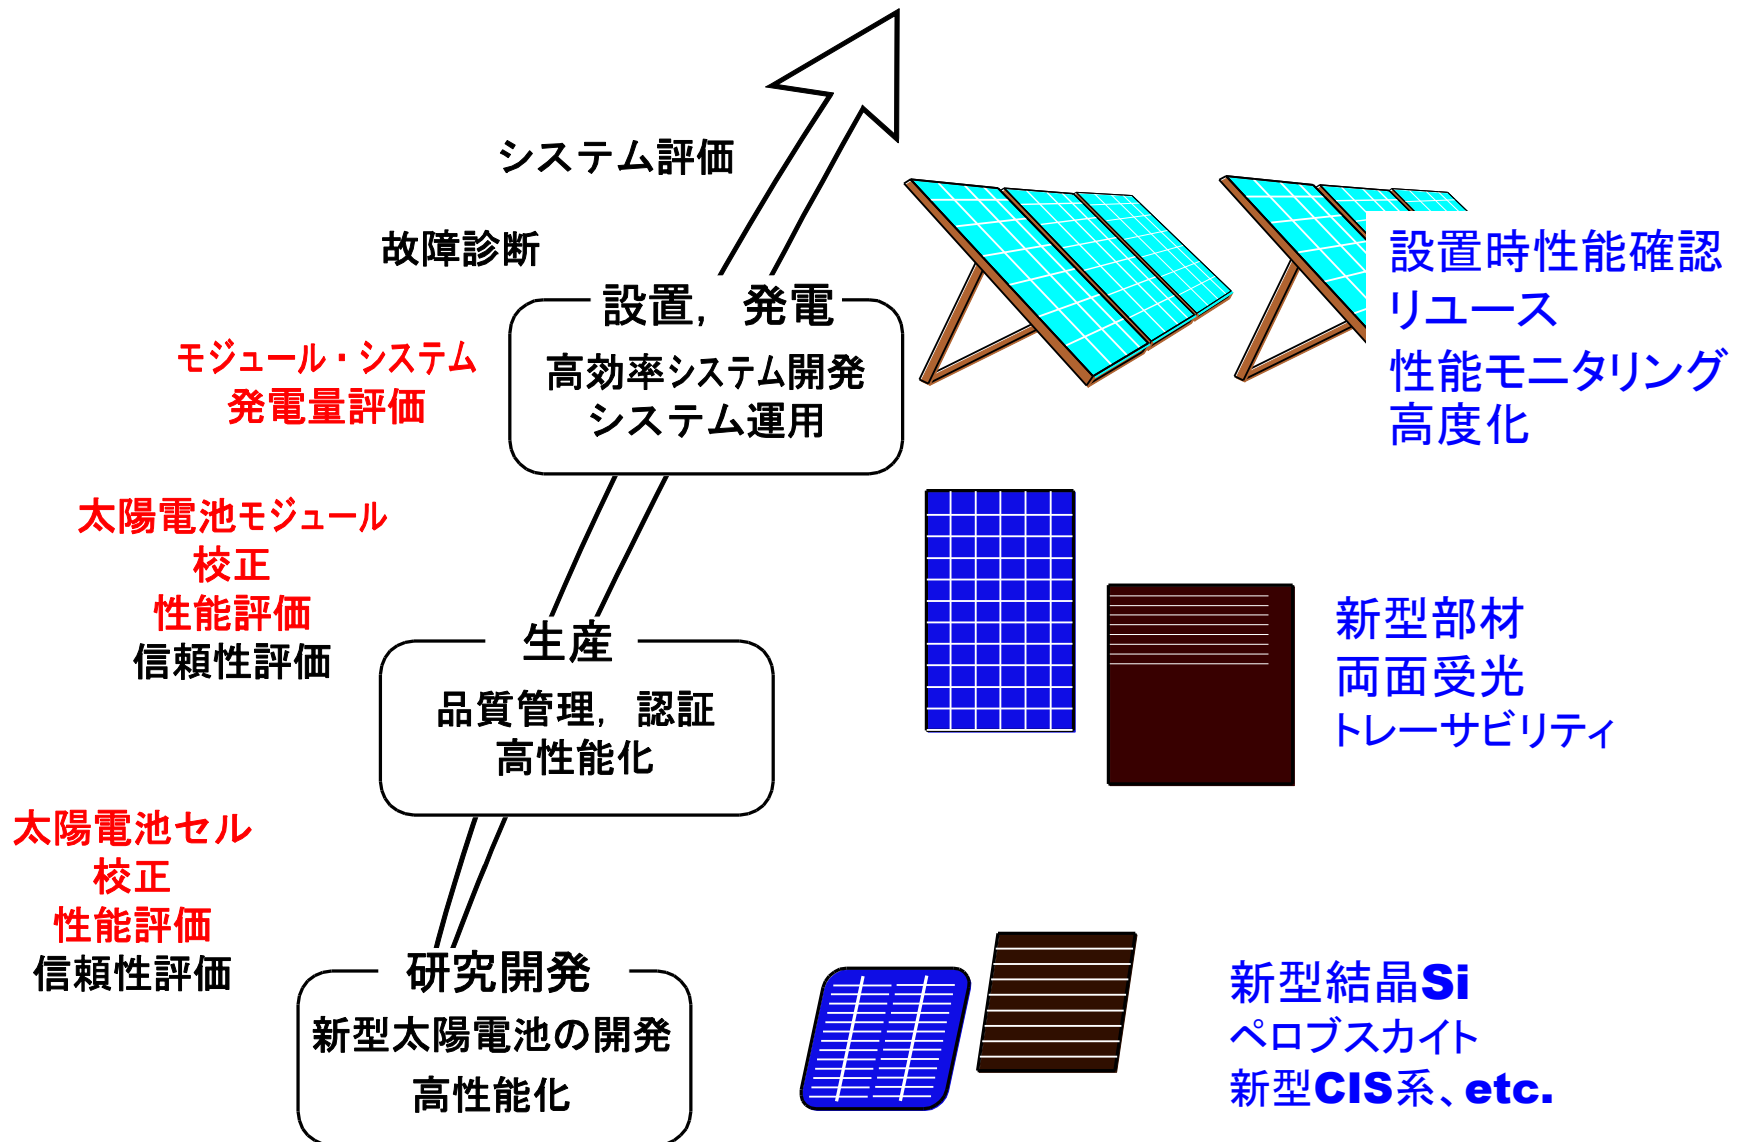 システム評価
故障診断
設置，発電
高効率システム開発
システム運用
モジュール・システム
発電量評価
設置時性能確認
リユース
性能モニタリング
高度化
太陽電池モジュール
校正
性能評価
信頼性評価
生産
品質管理，認証
高性能化
新型部材
両面受光
トレーサビリティ
太陽電池セル
校正
性能評価
信頼性評価
研究開発
新型太陽電池の開発
高性能化
新型結晶Si
ペロブスカイト
新型CIS系、etc.